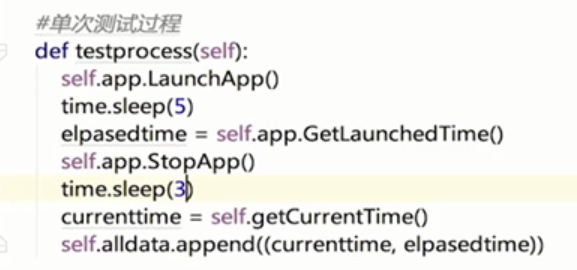 #单次测试过程
def testprocess(self):
self.app.LaunchApp()
time.sleep(5)
elpasedtime = self.app.GetLaunchedTime()
self.app.StopApp()
time.sleep(3)
currenttime = self.getCurrentTime()
self.alldata.append((currenttime, elpasedtime))